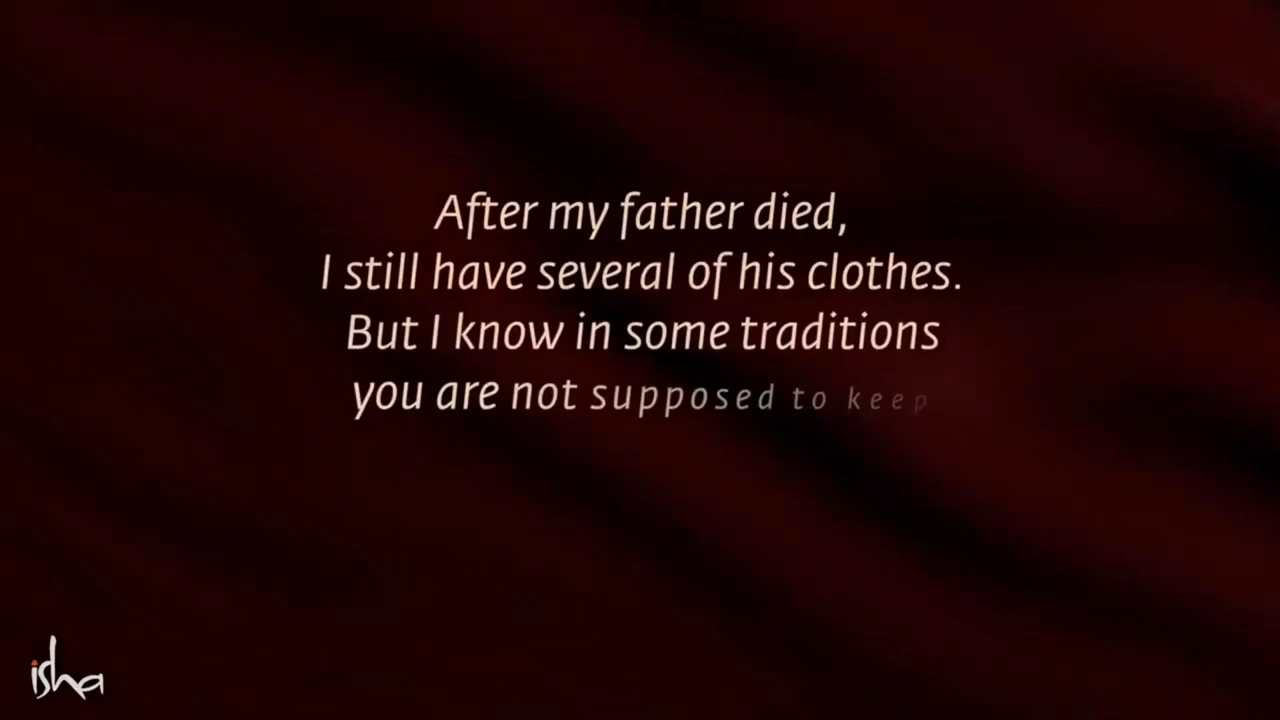 After my father died,
I still have several of his clothes.
But I know in some traditions
you are not supposed to keep
isha